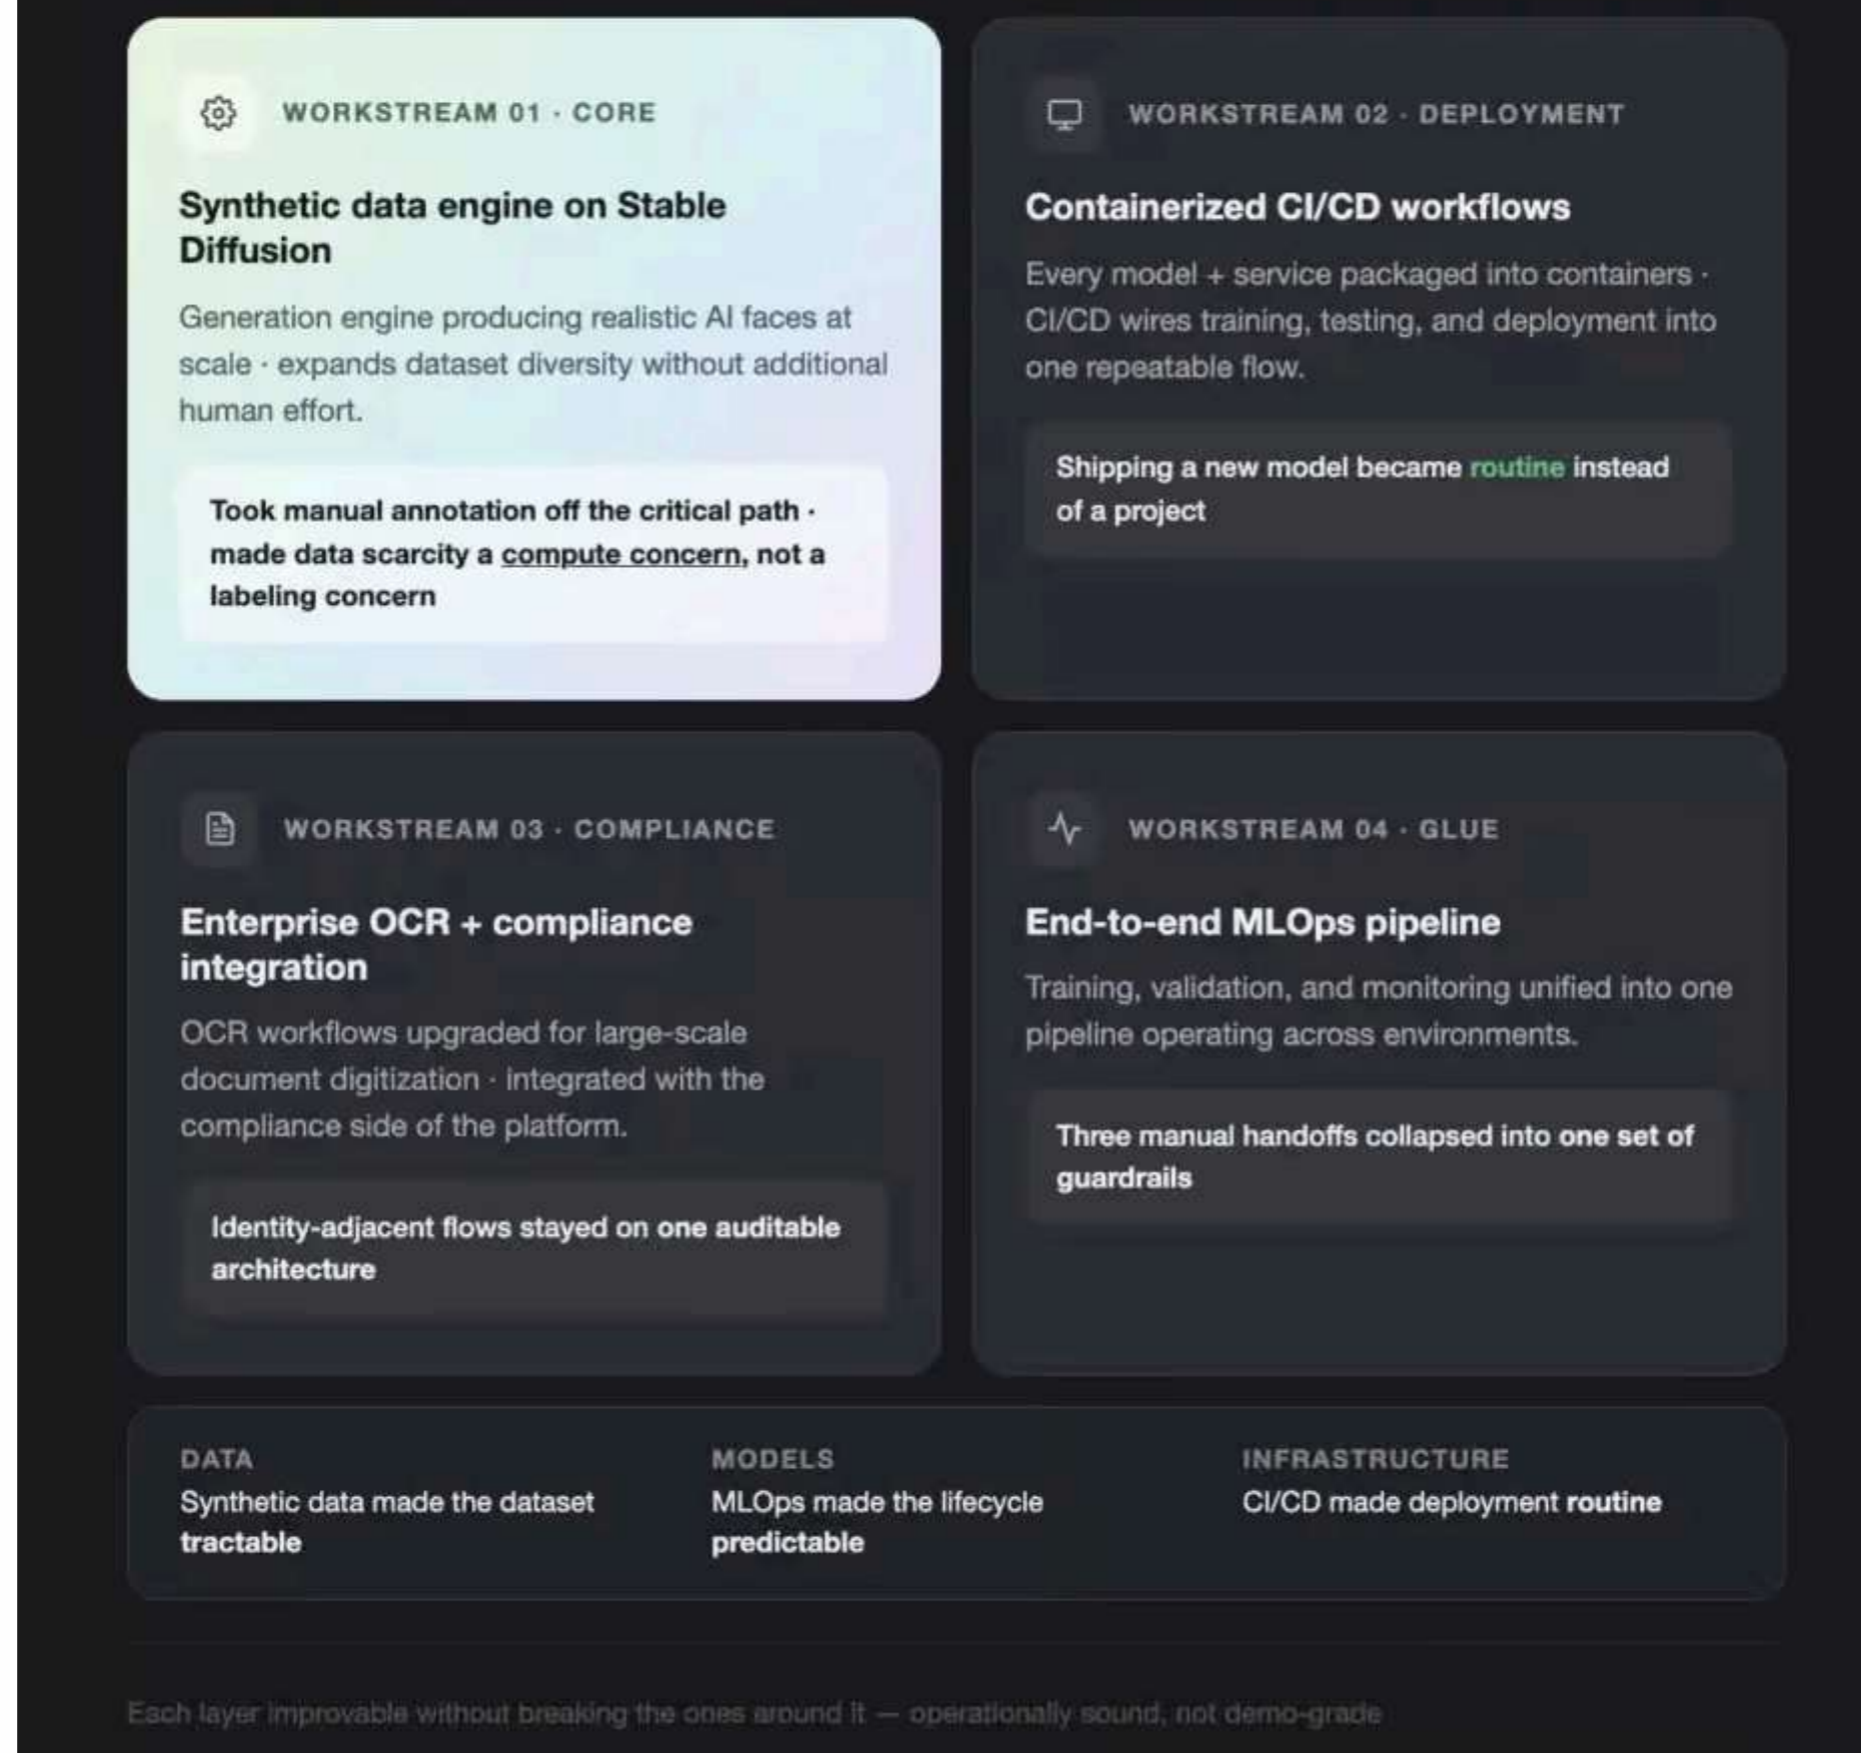 WORKSTREAM 01 · CORE
Synthetic data engine on Stable
Diffusion
Generation engine producing realistic AI faces at
scale · expands dataset diversity without additional
human effort.
Took manual annotation off the critical path ·
made data scarcity a compute concern, not a
labeling concern
WORKSTREAM 02 · DEPLOYMENT
Containerized CI/CD workflows
Every model + service packaged into containers ·
CI/CD wires training, testing, and deployment into
one repeatable flow.
Shipping a new model became routine instead
of a project
WORKSTREAM 03 · COMPLIANCE
Enterprise OCR + compliance
integration
OCR workflows upgraded for large-scale
document digitization · integrated with the
compliance side of the platform.
Identity-adjacent flows stayed on one auditable
architecture
WORKSTREAM 04 · GLUE
End-to-end MLOps pipeline
Training, validation, and monitoring unified into one
pipeline operating across environments.
Three manual handoffs collapsed into one set of
guardrails
DATA
Synthetic data made the dataset
tractable
MODELS
MLOps made the lifecycle
predictable
INFRASTRUCTURE
CI/CD made deployment routine
Each layer improvable without breaking the ones around it — operationally sound, not demo-grade